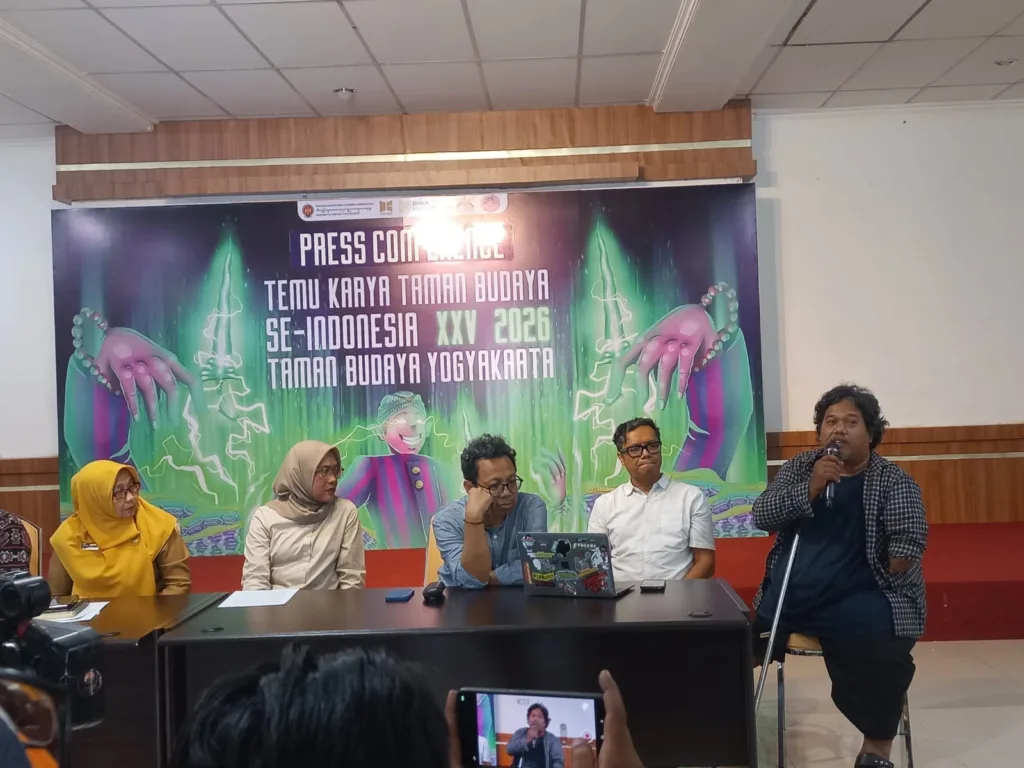 PRESS CONFERENCE
TEMU KARYA TAMAN BUDAYA
SE-INDONESIA XXV 2026
TAMAN BUDAYA YOGYAKARTA